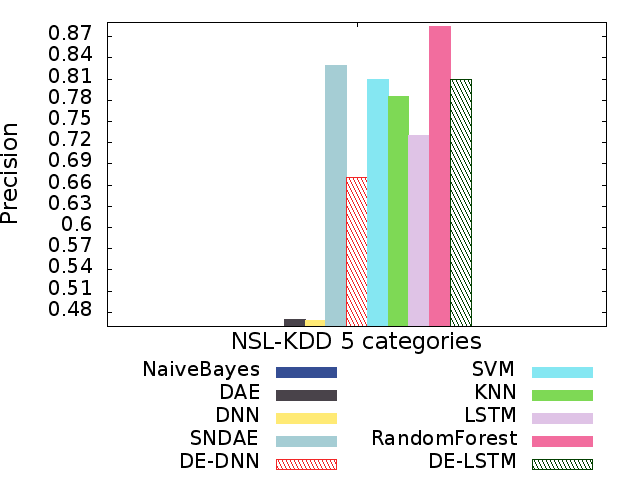 0.87
0.84
0.81
0.78
0.75
0.72
0.69
0.66
0.63
0.6
0.57
0.54
0.51
0.48
Precision
NSL-KDD 5 categories
NaiveBayes SVM
DAE KNN
DNN LSTM
SNDAE RandomForest
DE-DNN DE-LSTM